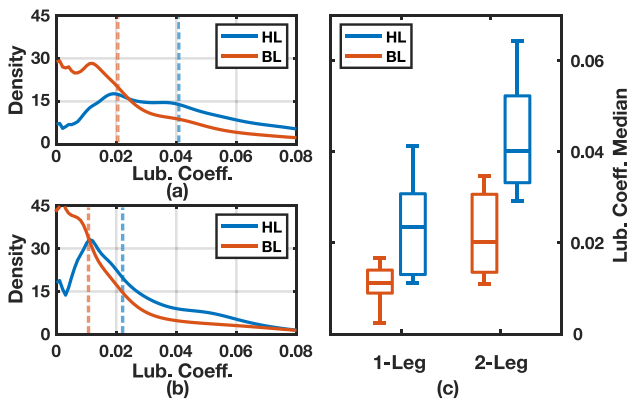 45
30
15
0
Density
HL
BL
0 0.02 0.04 0.06 0.08
Lub. Coeff.
(a)
45
30
15
0
Density
HL
BL
0 0.02 0.04 0.06 0.08
Lub. Coeff.
(b)
HL
BL
0.06
0.04
0.02
0
Lub. Coeff. Median
1-Leg 2-Leg
(c)